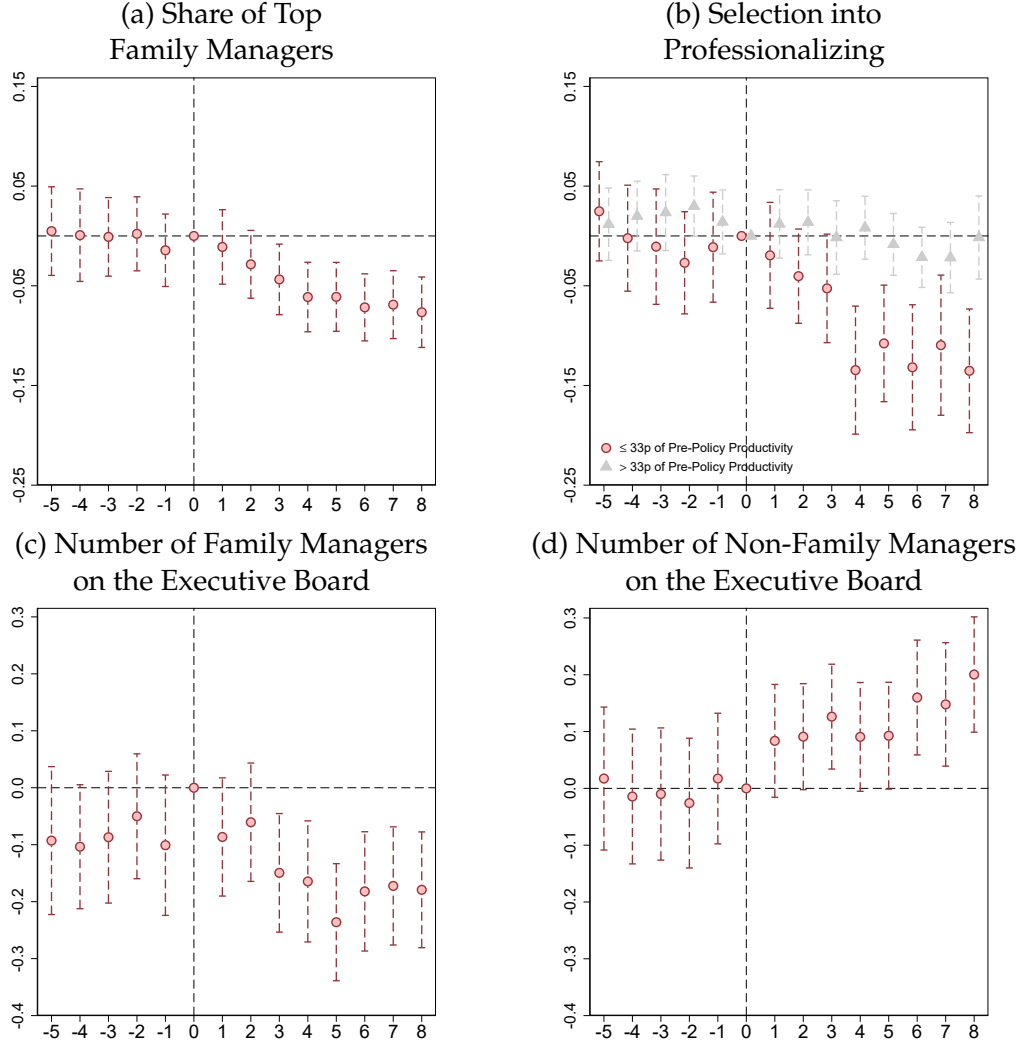 (a) Share of Top
Family Managers
0.15
0.05
-0.05
-0.15
-0.25
-5 -4 -3 -2 -1 0 1 2 3 4 5 6 7 8
(b) Selection into
Professionalizing
0.15
0.05
-0.05
-0.15
-0.25
≤ 33p of Pre-Policy Productivity
> 33p of Pre-Policy Productivity
-5 -4 -3 -2 -1 0 1 2 3 4 5 6 7 8
(c) Number of Family Managers
on the Executive Board
0.3
0.2
0.1
0.0
-0.1
-0.2
-0.3
-0.4
-5 -4 -3 -2 -1 0 1 2 3 4 5 6 7 8
(d) Number of Non-Family Managers
on the Executive Board
0.3
0.2
0.1
0.0
-0.1
-0.2
-0.3
-0.4
-5 -4 -3 -2 -1 0 1 2 3 4 5 6 7 8